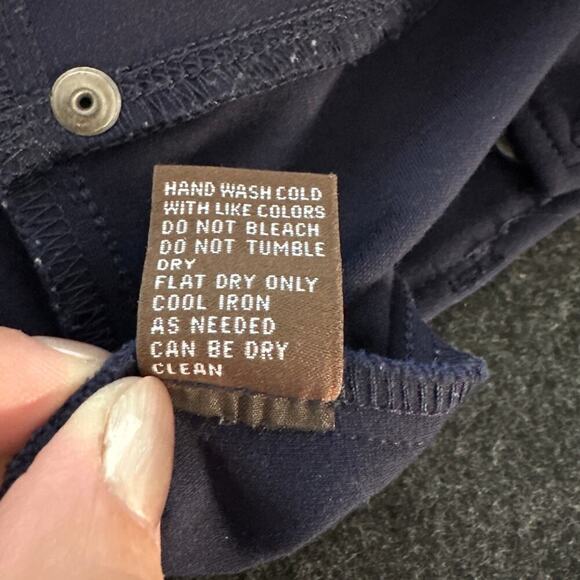 HAND WASH COLD
WITH LIKE COLORS
DO NOT BLEACH
DO NOT TUMBLE
DRY
FLAT DRY ONLY
COOL IRON
AS NEEDED
CAN BE DRY
CLEAN